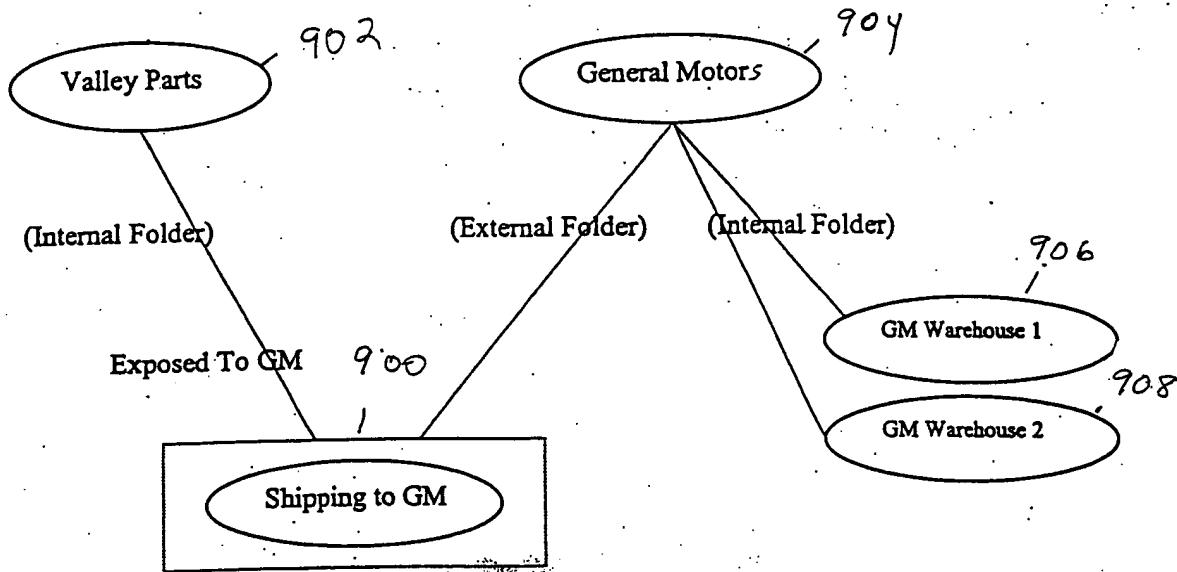 902
904
Valley Parts
General Motors
(Internal Folder)
(External Folder)
(Internal Folder)
906
GM Warehouse 1
Exposed To GM
900
908
GM Warehouse 2
Shipping to GM